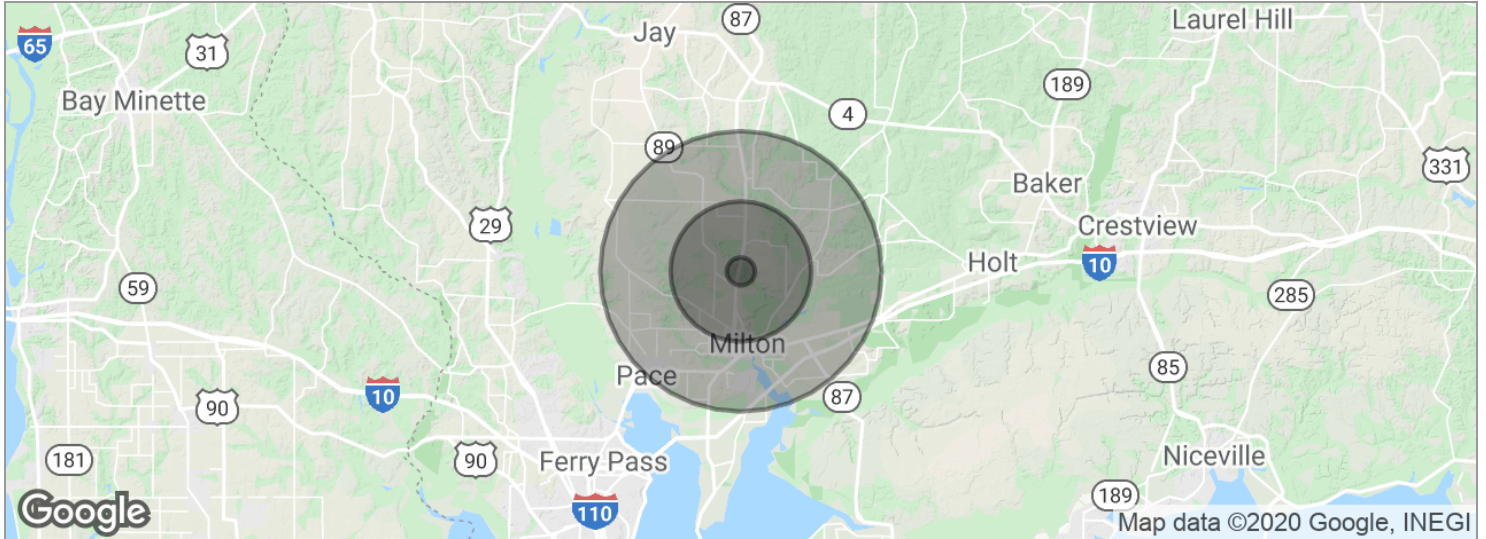 65
31
Bay Minette
Jay
87
Laurel Hill
189
4
89
331
Baker
29
Crestview
Holt
10
59
285
Milton
85
Pace
10
90
87
181
90
Ferry Pass
Niceville
110
189
Google
Map data ©2020 Google, INEGI